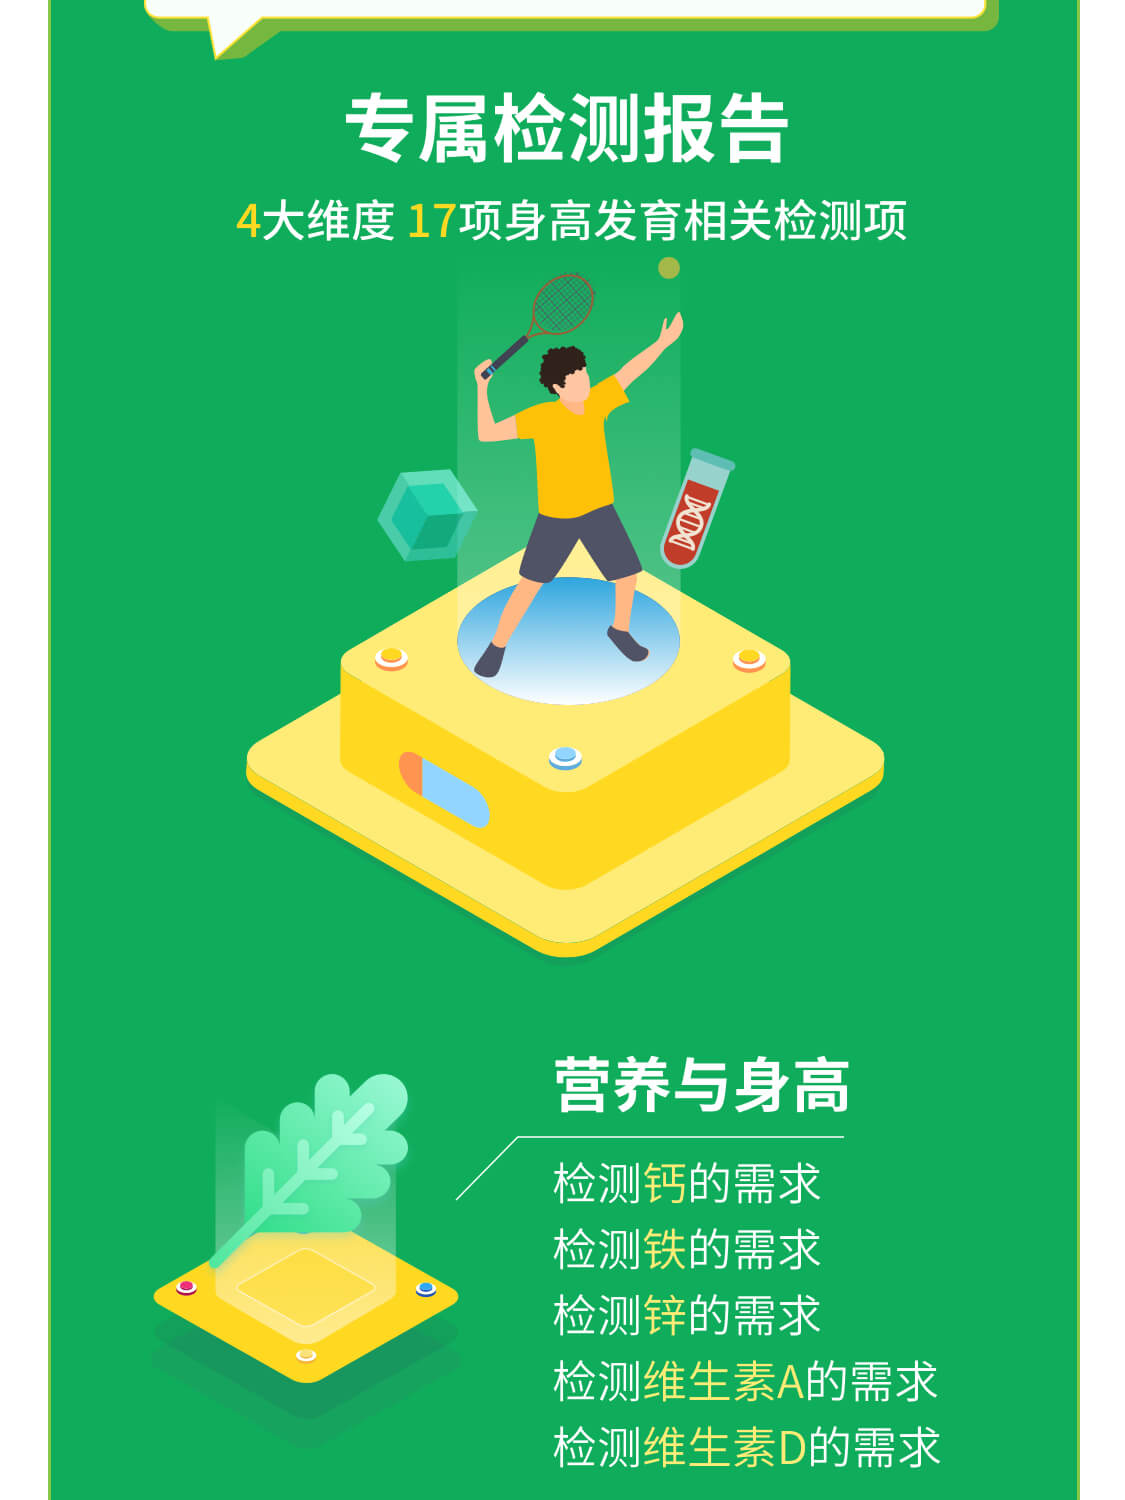 专属检测报告
4大维度 17项身高发育相关检测项
营养与身高
检测钙的需求
检测铁的需求
检测锌的需求
检测维生素A的需求
检测维生素D的需求